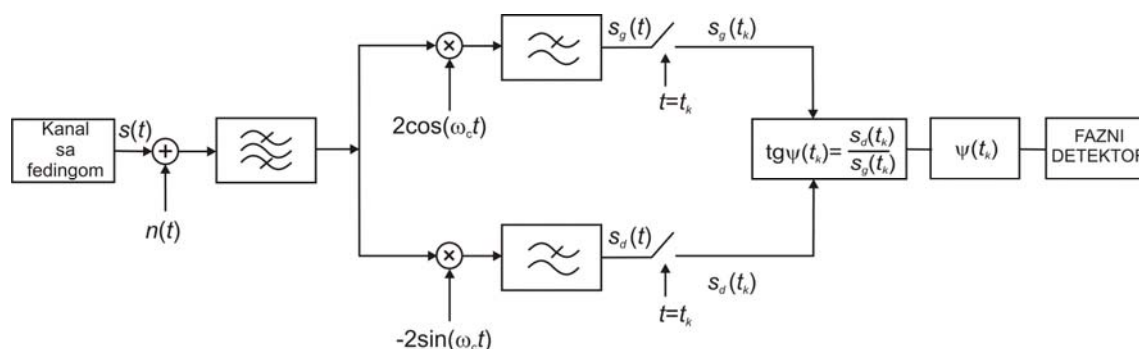 Kanal
sa
fedingom
s(t)
n(t)
2cos(ω_c t)
s_g(t)
t=t_k
s_g(t_k)
-2sin(ω_c t)
s_d(t)
t=t_k
s_d(t_k)
tgψ(t_k)= s_d(t_k)
s_g(t_k)
ψ(t_k)
FAZNI
DETEKTOR